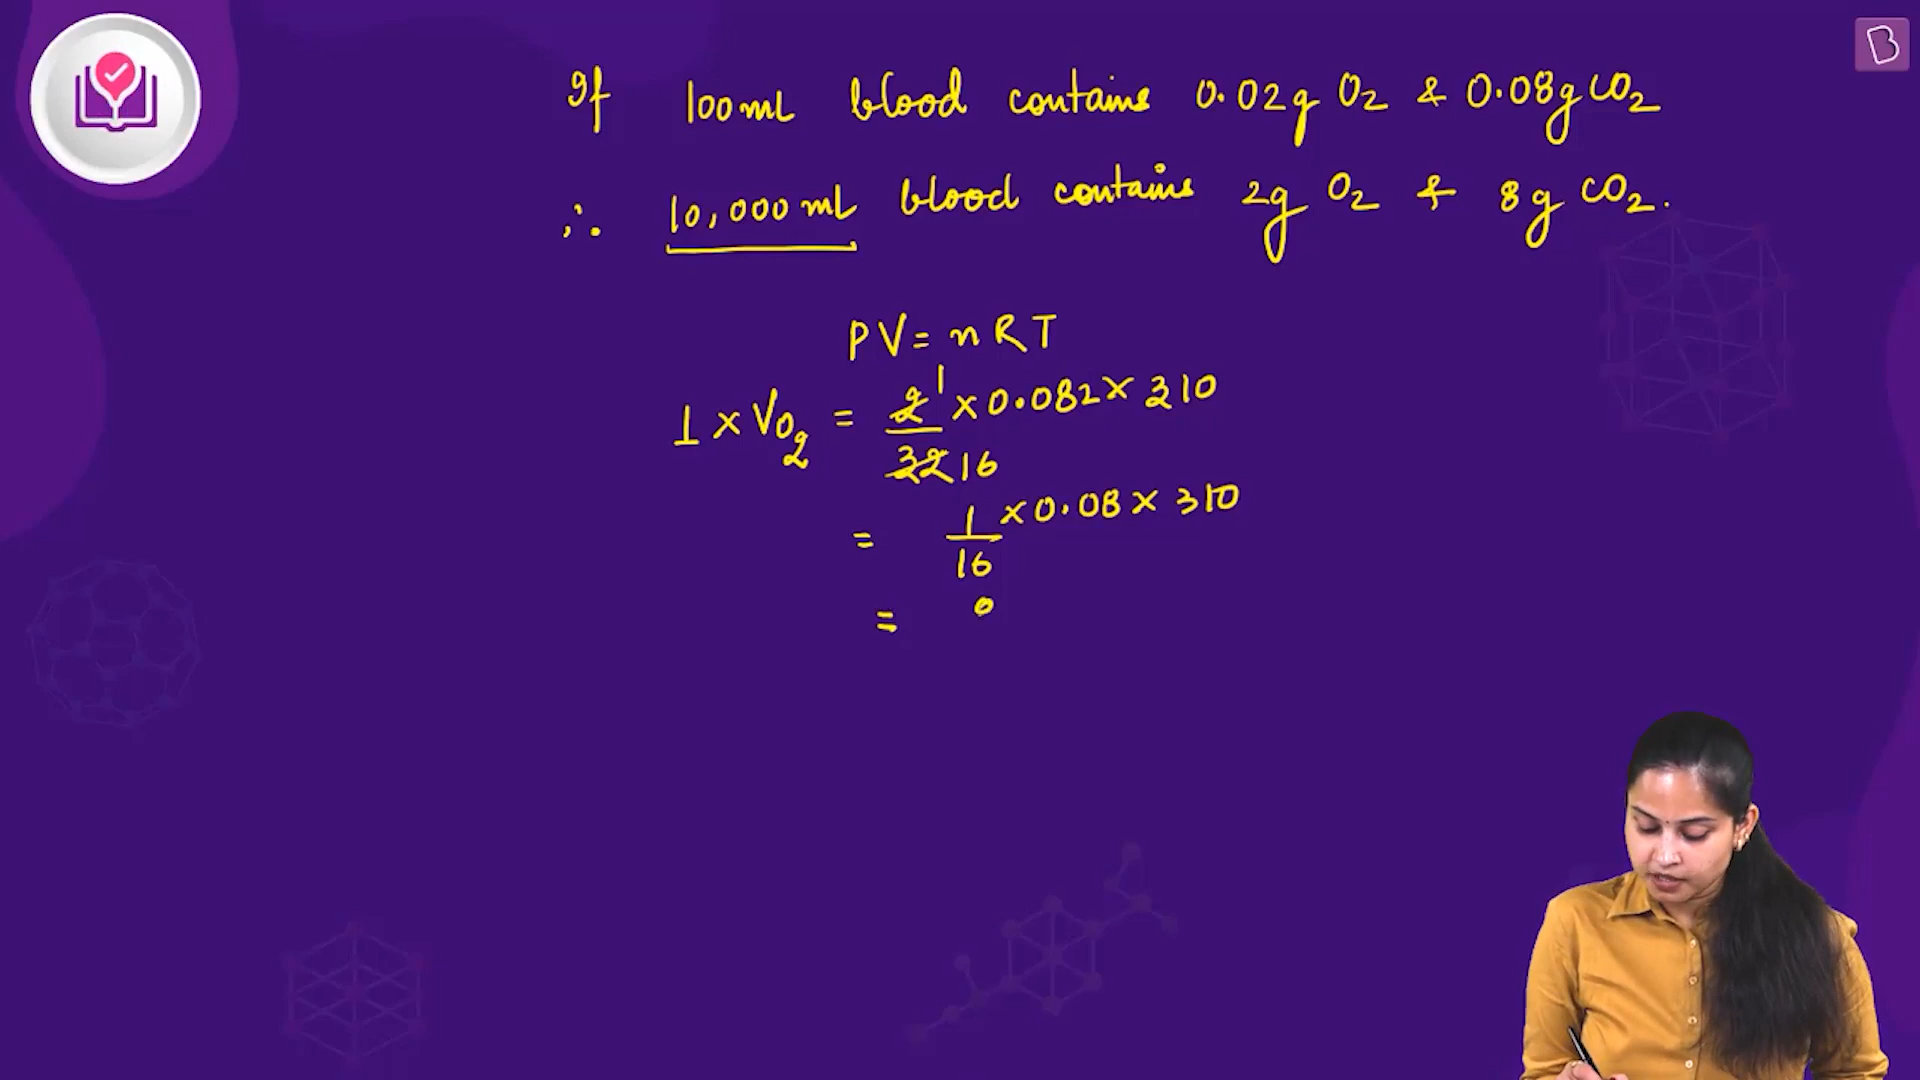 If 100 mL blood contains 0.02g O2 & 0.08g CO2
∴ 10,000 mL blood contains 2g O2 & 8g CO2.
PV = nRT
1 × VO2 = 2/32 1/16 × 0.082 × 310
= 1/16 × 0.08 × 310
= 0
B